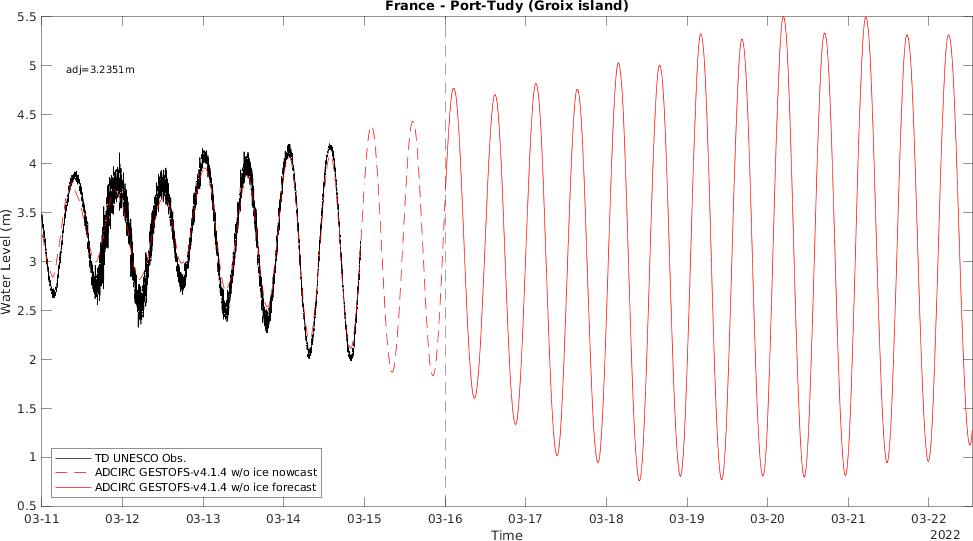 France - Port-Tudy (Groix island)
adj=3.2351m
Water Level (m)
5.5
5
4.5
4
3.5
3
2.5
2
1.5
1
0.5
TD UNESCO Obs.
ADCIRC GESTOFS-v4.1.4 w/o ice nowcast
ADCIRC GESTOFS-v4.1.4 w/o ice forecast
03-11 03-12 03-13 03-14 03-15 03-16 03-17 03-18 03-19 03-20 03-21 03-22
2022
Time